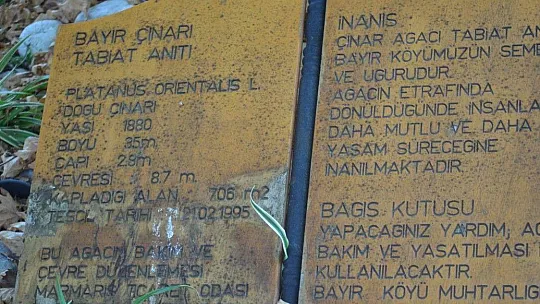 BAYIR ÇINARI
TABİAT ANITI
PLATANUS ORIENTALIS L.
DOĞU ÇINARI
YAŞI 1880
BOYU 35m
ÇAPI 2.8m
ÇEVRESİ 8.7 m.
KAPLADIĞI ALAN 706 m2
TESCİL TARİHİ 21.02.1995
BU AĞACIN BAKIM VE
ÇEVRE DÜZENLEMESİ
MARMARİS TİCARET ODASI
İNANIŞ :
ÇINAR AĞACI TABİAT AN
BAYIR KÖYÜMÜZÜN SEMB
VE UĞURUDUR.
AĞACIN ETRAFINDA
DÖNÜLDÜĞÜNDE İNSANLA
DAHA MUTLU VE DAHA
YAŞAM SÜRECEĞİNE
İNANILMAKTADIR.
BAĞIŞ KUTUSU
YAPACAĞINIZ YARDIM, AĞ
BAKIM VE YAŞATILMASI
KULLANILACAKTIR.
BAYIR KÖYÜ MUHTARLIĞ